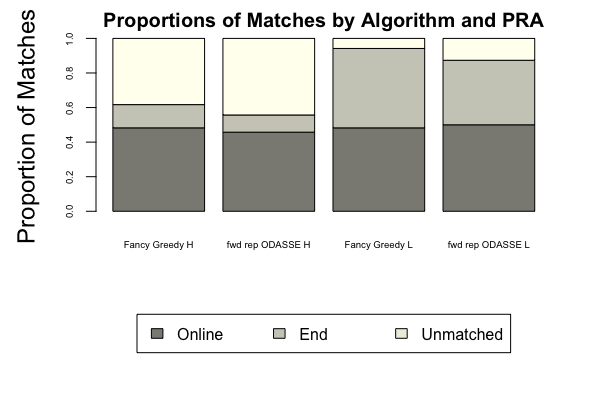 Proportions of Matches by Algorithm and PRA
Proportion of Matches
1.0
0.8
0.6
0.4
0.2
0.0
Fancy Greedy H fwd rep ODASSE H Fancy Greedy L fwd rep ODASSE L
Online End Unmatched